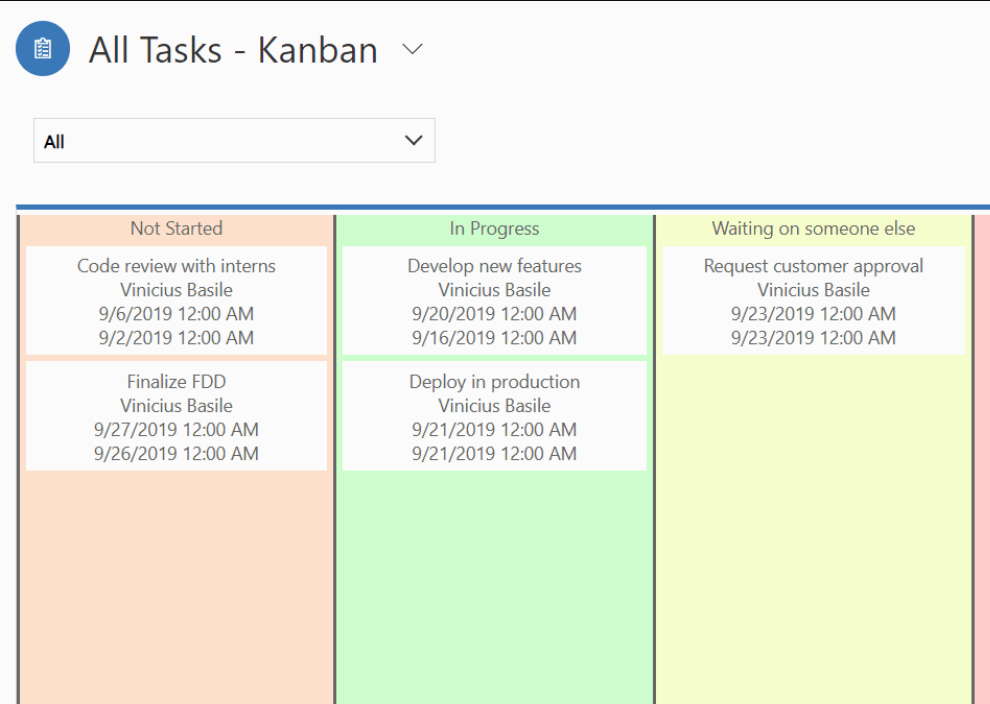 All Tasks - Kanban
All
Not Started
Code review with interns
Vinicius Basile
9/6/2019 12:00 AM
9/2/2019 12:00 AM
Finalize FDD
Vinicius Basile
9/27/2019 12:00 AM
9/26/2019 12:00 AM
In Progress
Develop new features
Vinicius Basile
9/20/2019 12:00 AM
9/16/2019 12:00 AM
Deploy in production
Vinicius Basile
9/21/2019 12:00 AM
9/21/2019 12:00 AM
Waiting on someone else
Request customer approval
Vinicius Basile
9/23/2019 12:00 AM
9/23/2019 12:00 AM